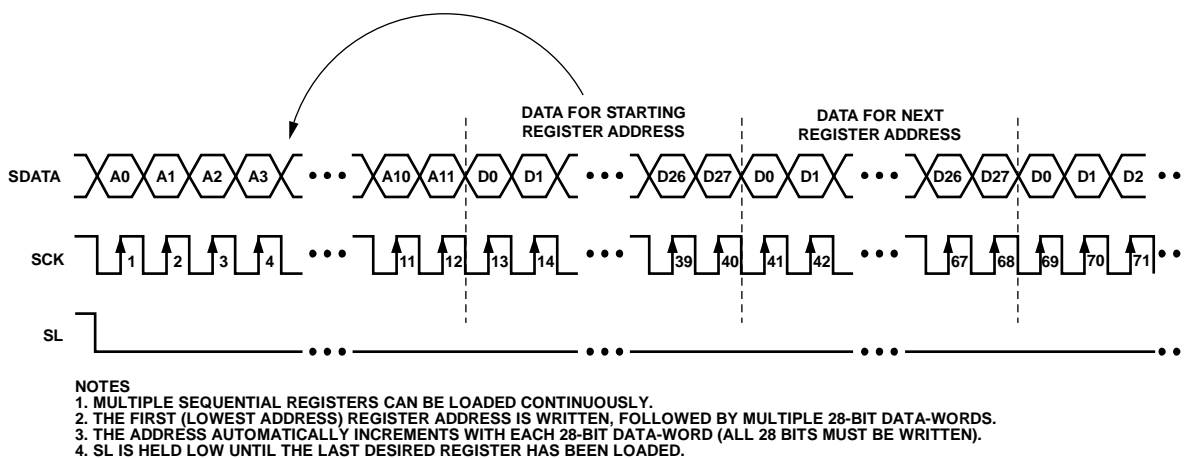 DATA FOR STARTING
REGISTER ADDRESS
DATA FOR NEXT
REGISTER ADDRESS
SDATA A0 A1 A2 A3 ••• A10 A11 D0 D1 ••• D26 D27 D0 D1 ••• D26 D27 D0 D1 D2 ••
SCK 1 2 3 4 ••• 11 12 13 14 ••• 39 40 41 42 ••• 67 68 69 70 71 ••
SL ••• ••• ••• ••
NOTES
1. MULTIPLE SEQUENTIAL REGISTERS CAN BE LOADED CONTINUOUSLY.
2. THE FIRST (LOWEST ADDRESS) REGISTER ADDRESS IS WRITTEN, FOLLOWED BY MULTIPLE 28-BIT DATA-WORDS.
3. THE ADDRESS AUTOMATICALLY INCREMENTS WITH EACH 28-BIT DATA-WORD (ALL 28 BITS MUST BE WRITTEN).
4. SL IS HELD LOW UNTIL THE LAST DESIRED REGISTER HAS BEEN LOADED.